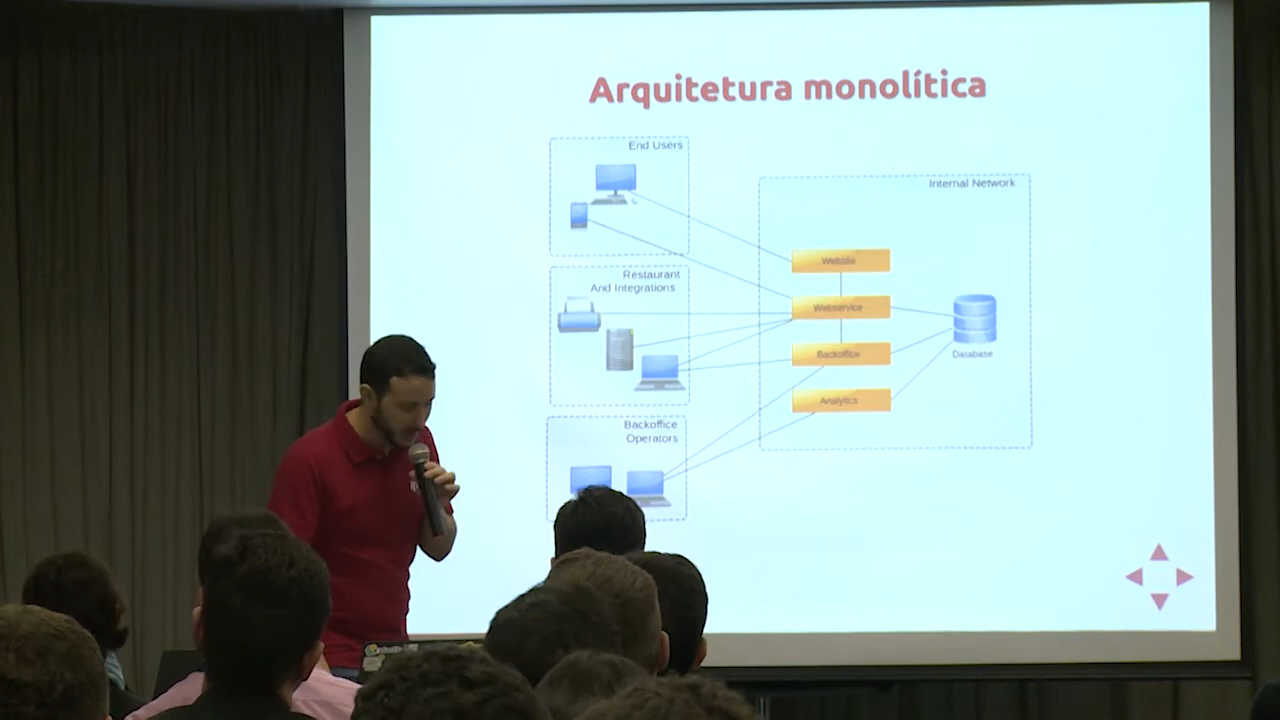 Arquitetura monolítica
End Users
Internal Network
Website
Restaurant
And Integrations
Webservice
Backoffice
Database
Analytics
Backoffice
Operators